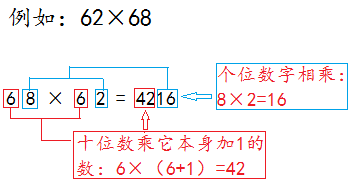 例如：62×68
6 8 × 6 2 = 4216
个位数字相乘：
8×2=16
十位数乘它本身加1的
数：6×（6+1）=42